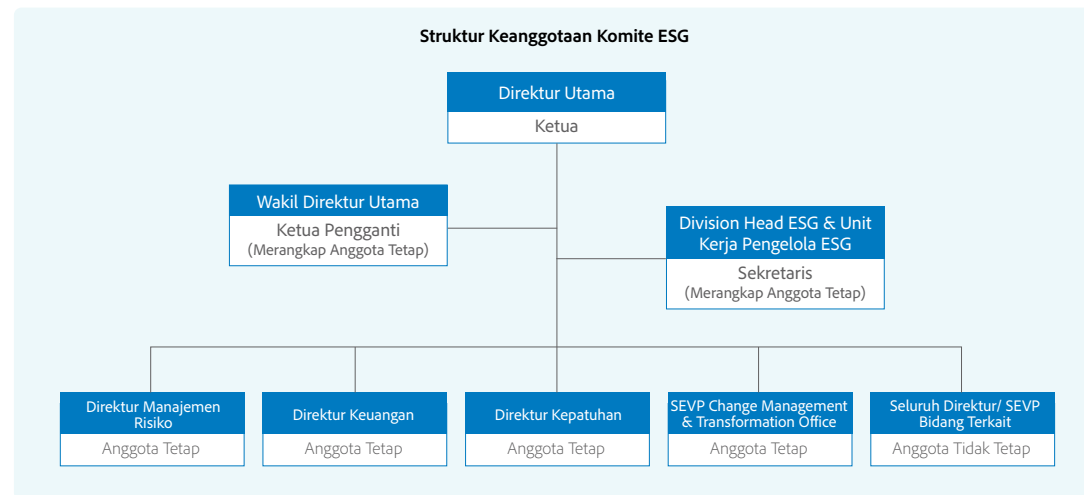 Struktur Keanggotaan Komite ESG
Direktur Utama
Ketua
Wakil Direktur Utama
Ketua Pengganti
(Merangkap Anggota Tetap)
Division Head ESG & Unit
Kerja Pengelola ESG
Sekretaris
(Merangkap Anggota Tetap)
Direktur Manajemen
Risiko
Anggota Tetap
Direktur Keuangan
Anggota Tetap
Direktur Kepatuhan
Anggota Tetap
SEVP Change Management
& Transformation Office
Anggota Tetap
Seluruh Direktur/ SEVP
Bidang Terkait
Anggota Tidak Tetap